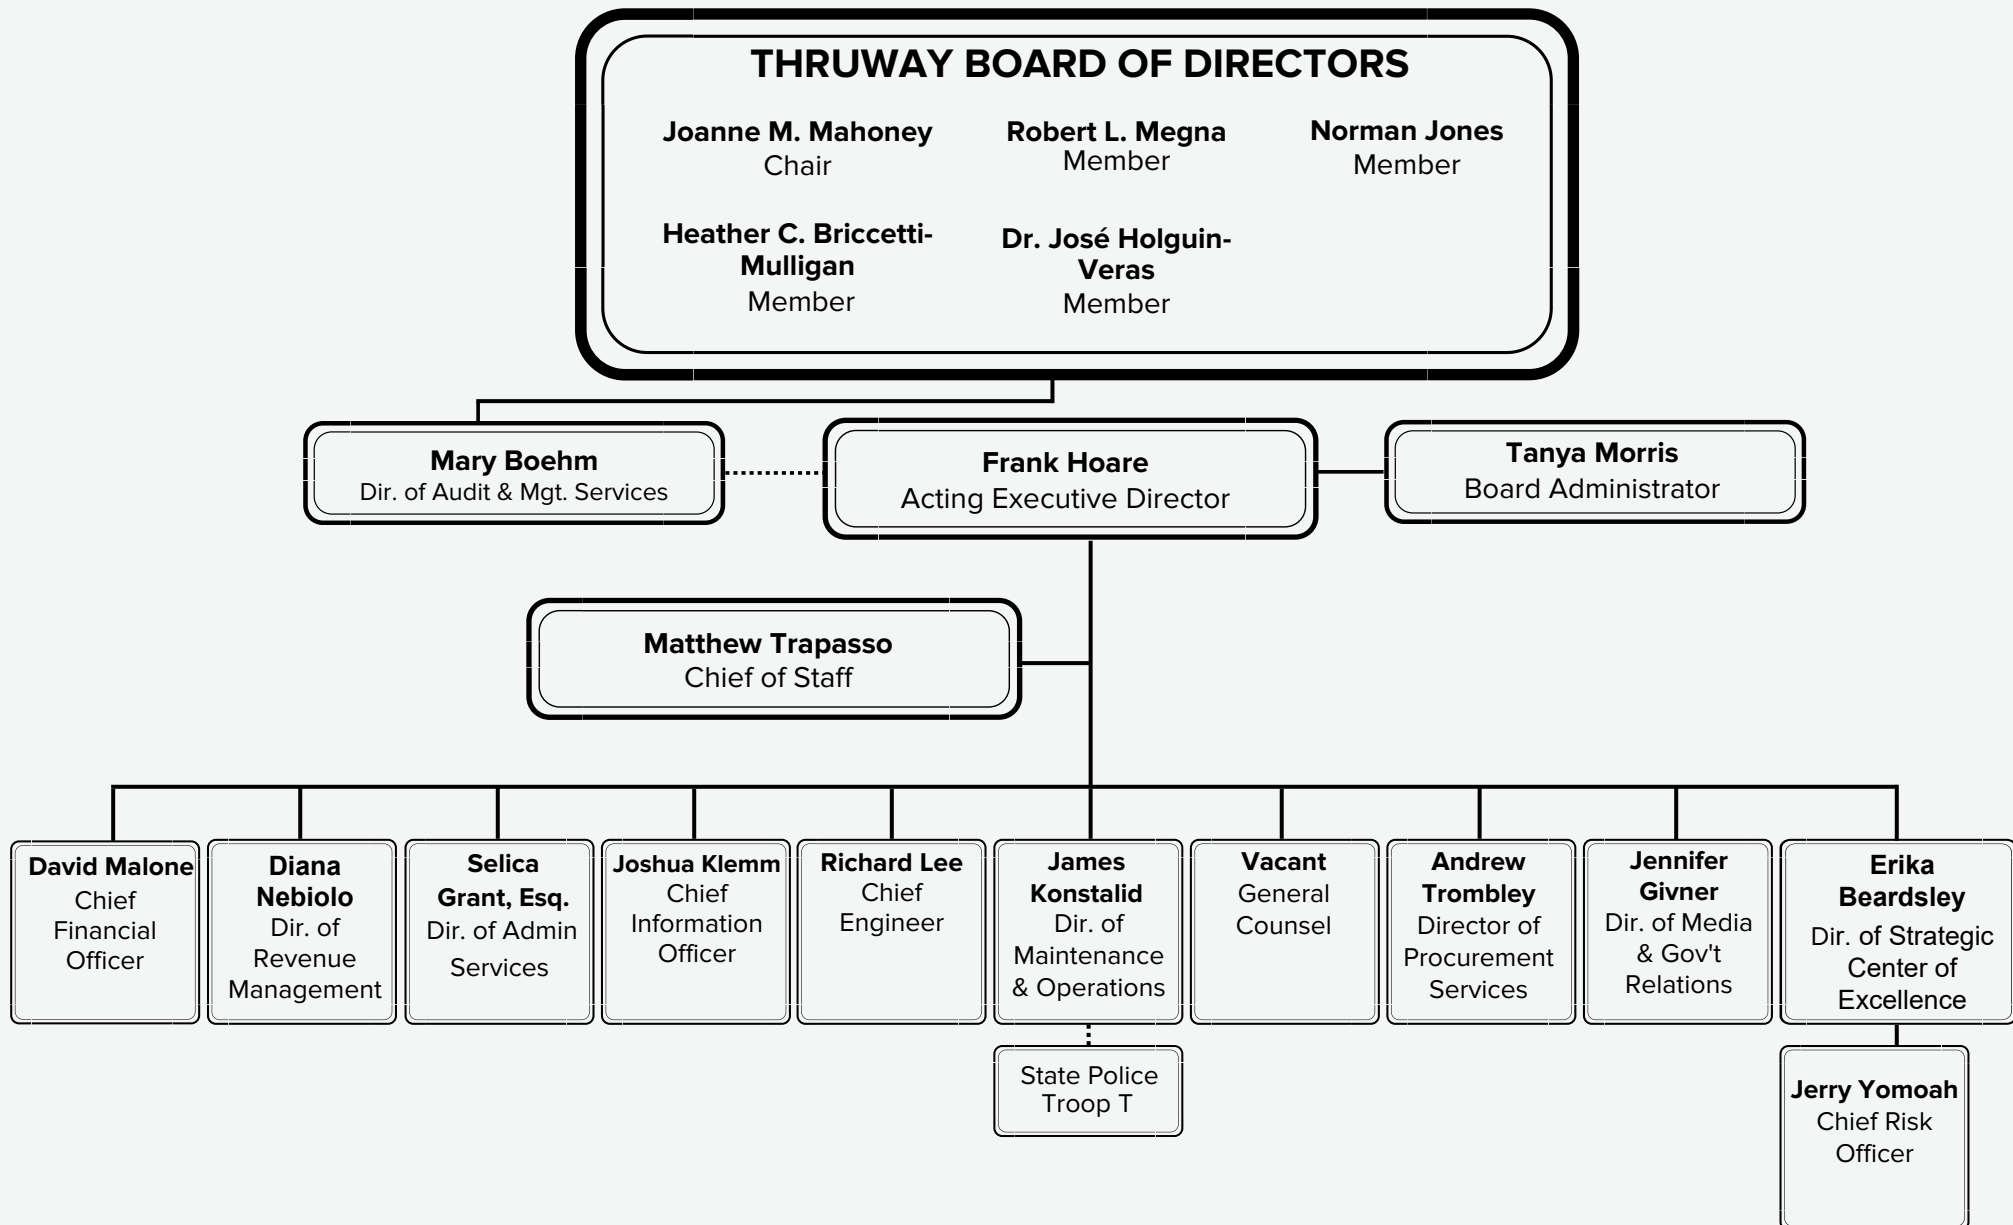 THRUWAY BOARD OF DIRECTORS
Joanne M. Mahoney
Chair
Robert L. Megna
Member
Norman Jones
Member
Heather C. Briccetti-
Mulligan
Member
Dr. José Holguin-
Veras
Member
Mary Boehm
Dir. of Audit & Mgt. Services
Frank Hoare
Acting Executive Director
Tanya Morris
Board Administrator
Matthew Trapasso
Chief of Staff
David Malone
Chief
Financial
Officer
Diana
Nebiolo
Dir. of
Revenue
Management
Selica
Grant, Esq.
Dir. of Admin
Services
Joshua Klemm
Chief
Information
Officer
Richard Lee
Chief
Engineer
James
Konstalid
Dir. of
Maintenance
& Operations
Vacant
General
Counsel
Andrew
Trombley
Director of
Procurement
Services
Jennifer
Givner
Dir. of Media
& Gov't
Relations
Erika
Beardsley
Dir. of Strategic
Center of
Excellence
State Police
Troop T
Jerry Yomoah
Chief Risk
Officer